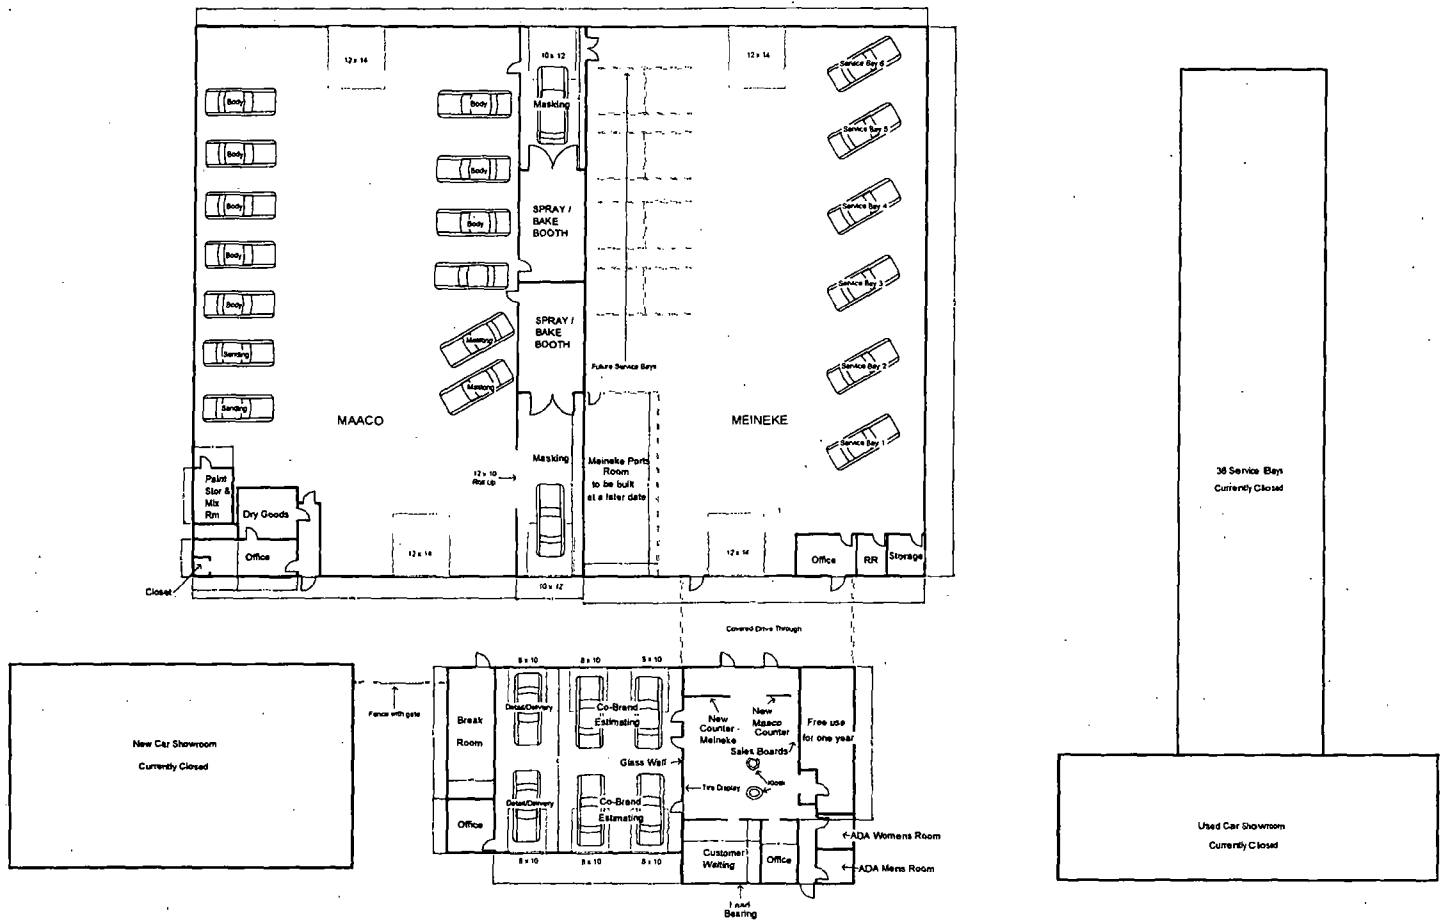 12 x 14
10 x 12
12 x 14
Service Bay 6
Body
Body
Masking
Service Bay 5
Body
Body
Body
Body
SPRAY /
BAKE
BOOTH
Service Bay 4
Body
Service Bay 3
Body
SPRAY /
BAKE
BOOTH
Masking
Sanding
Future Service Bays
Service Bay 2
Masking
Sanding
MAACO
MEINEKE
Service Bay 1
Masking
12 x 10
Roll Up
Meineke Parts
Room
to be built
at a later date
Paint
Stor &
Mix
Rm
Dry Goods
Office
12 x 14
12 x 14
Office
RR
Storage
Closet
10 x 12
36 Service Bays
Currently Closed
Covered Drive Through
8 x 10
8 x 10
8 x 10
Fence with gate
Break
Room
Detail/Delivery
Co-Brand
Estimating
New
Counter -
Meineke
New
Maaco
Counter
Free use
for one year
Sales Boards
Glass Wall
New Car Showroom
Currently Closed
Tire Display
Kiosk
Detail/Delivery
Co-Brand
Estimating
Office
ADA Womens Room
Customer
Waiting
Office
ADA Mens Room
8 x 10
8 x 10
8 x 10
Load
Bearing
Used Car Showroom
Currently Closed